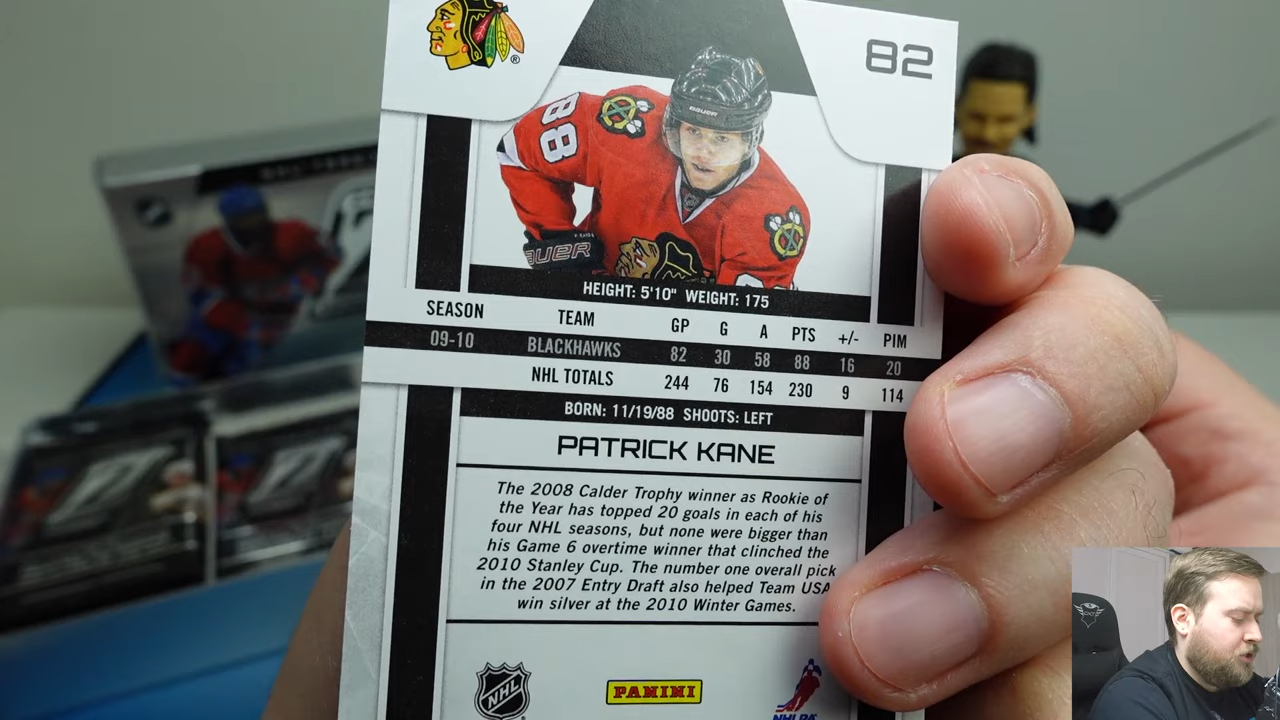 82
88
BAUER
BAUER
HEIGHT: 5'10" WEIGHT: 175
SEASON TEAM GP G A PTS +/- PIM
09-10 BLACKHAWKS 82 30 58 88 16 20
NHL TOTALS 244 76 154 230 9 114
BORN: 11/19/88 SHOOTS: LEFT
PATRICK KANE
The 2008 Calder Trophy winner as Rookie of
the Year has topped 20 goals in each of his
four NHL seasons, but none were bigger than
his Game 6 overtime winner that clinched the
2010 Stanley Cup. The number one overall pick
in the 2007 Entry Draft also helped Team USA
win silver at the 2010 Winter Games.
NHL
PANINI
NHLPA